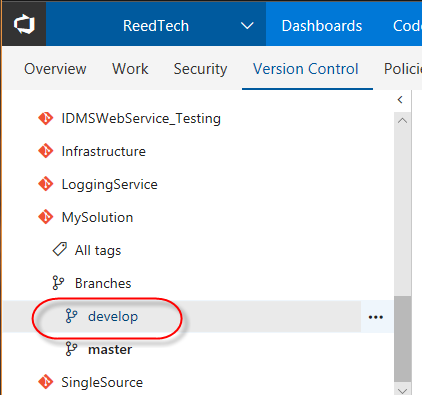 ReedTech Dashboards Code
Overview Work Security Version Control Policie
IDMSWebService_Testing
Infrastructure
LoggingService
MySolution
All tags
Branches
develop
master
SingleSource